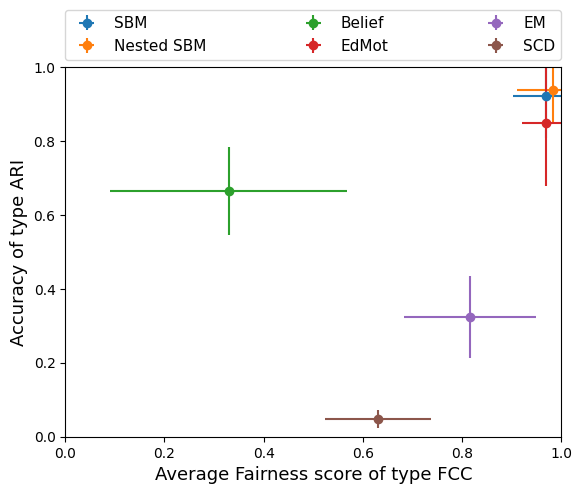 SBM Belief EM
Nested SBM EdMot SCD
1.0
0.8
0.6
0.4
0.2
0.0
Accuracy of type ARI
0.0 0.2 0.4 0.6 0.8 1.0
Average Fairness score of type FCC